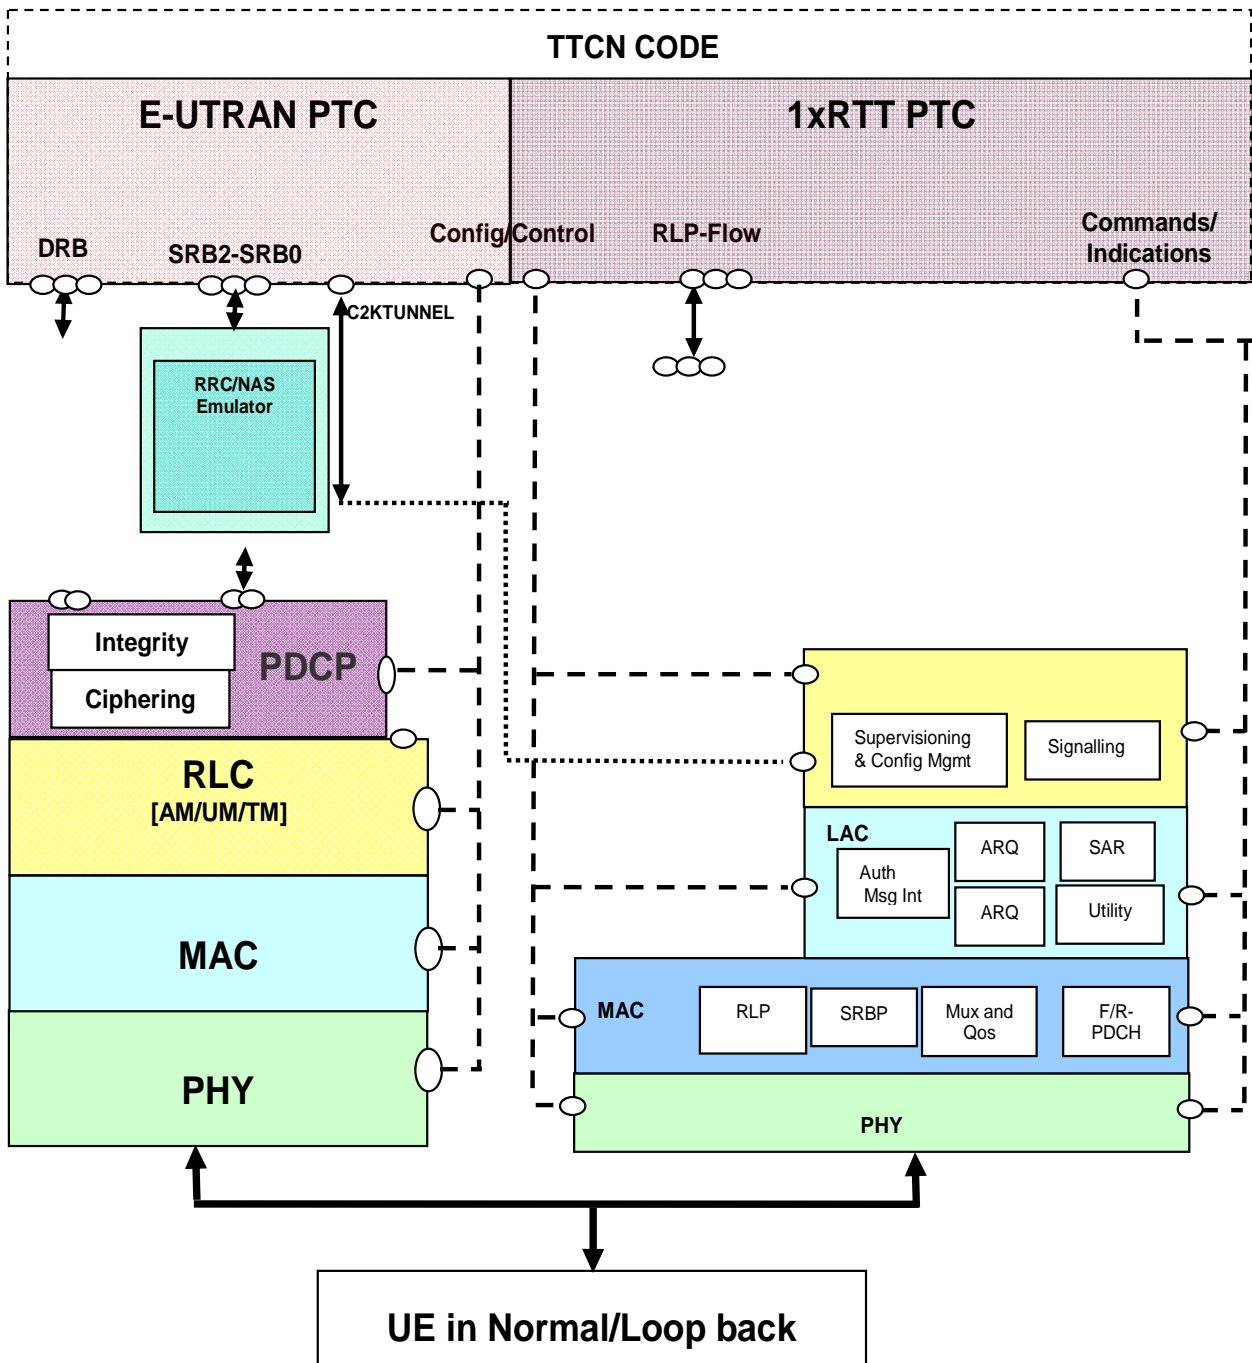 TTCN CODE
E-UTRAN PTC
1xRTT PTC
DRB
SRB2-SRB0
Config/Control
RLP-Flow
Commands/
Indications
C2KTUNNEL
RRC/NAS
Emulator
Integrity
Ciphering
PDCP
RLC
[AM/UM/TM]
MAC
PHY
Supervisioning
& Config Mgmt
Signalling
LAC
Auth
Msg Int
ARQ
SAR
ARQ
Utility
MAC
RLP
SRBP
Mux and
Qos
F/R-
PDCH
PHY
UE in Normal/Loop back